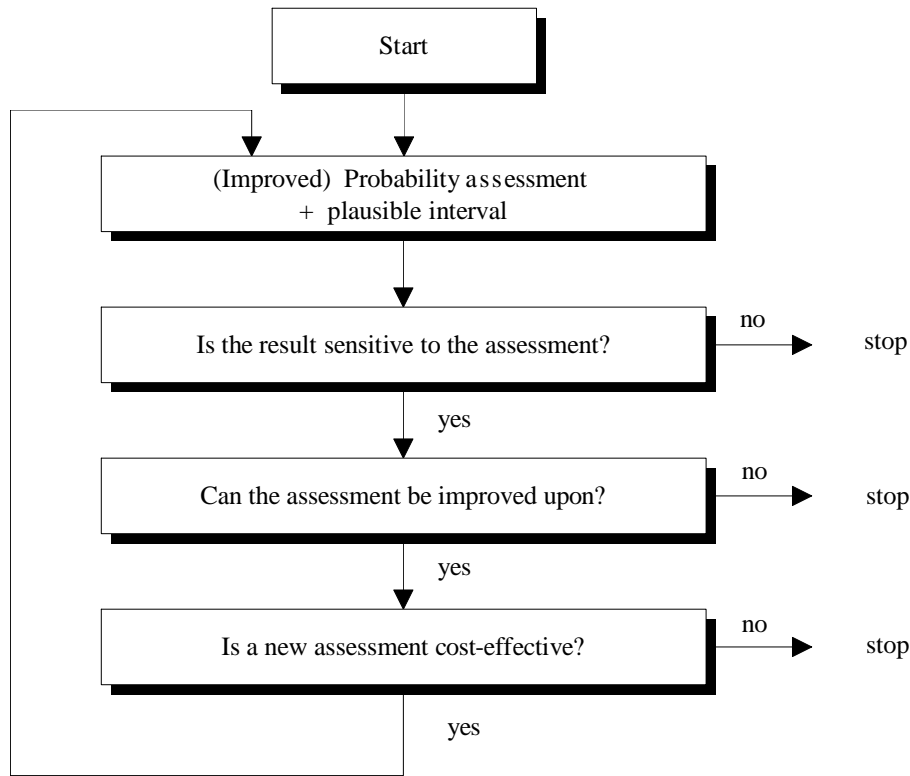 Start
(Improved) Probability assessment
+ plausible interval
Is the result sensitive to the assessment?
no
stop
yes
Can the assessment be improved upon?
no
stop
yes
Is a new assessment cost-effective?
no
stop
yes